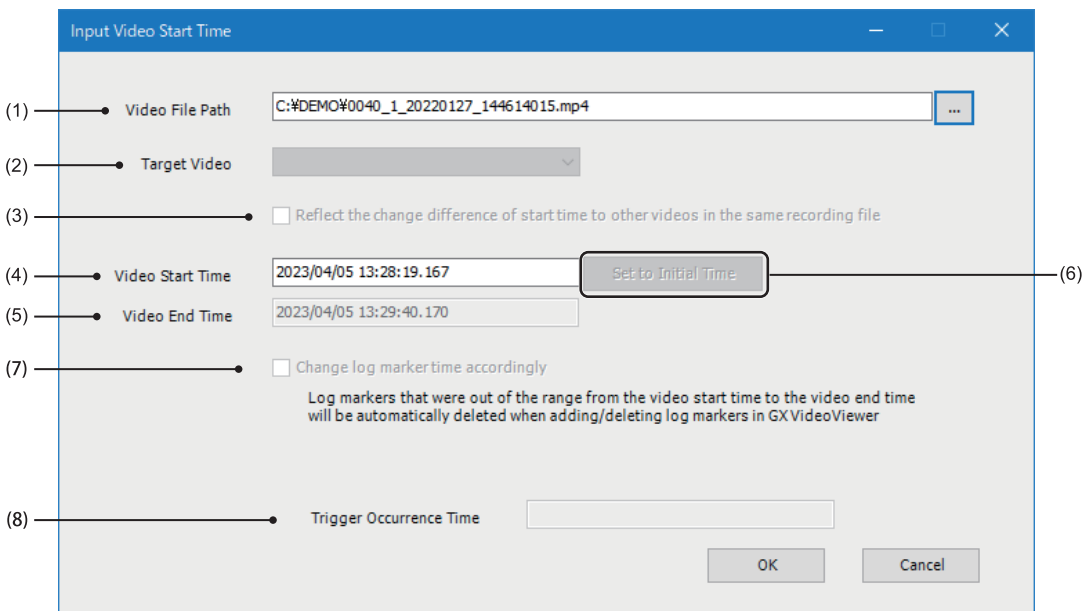 Input Video Start Time
(1) Video File Path C:¥DEMO¥0040_1_20220127_144614015.mp4 ...
(2) Target Video
(3) Reflect the change difference of start time to other videos in the same recording file
(4) Video Start Time 2023/04/05 13:28:19.167 Set to Initial Time (6)
(5) Video End Time 2023/04/05 13:29:40.170
(7) Change log marker time accordingly
Log markers that were out of the range from the video start time to the video end time
will be automatically deleted when adding/deleting log markers in GX VideoViewer
(8) Trigger Occurrence Time
OK Cancel